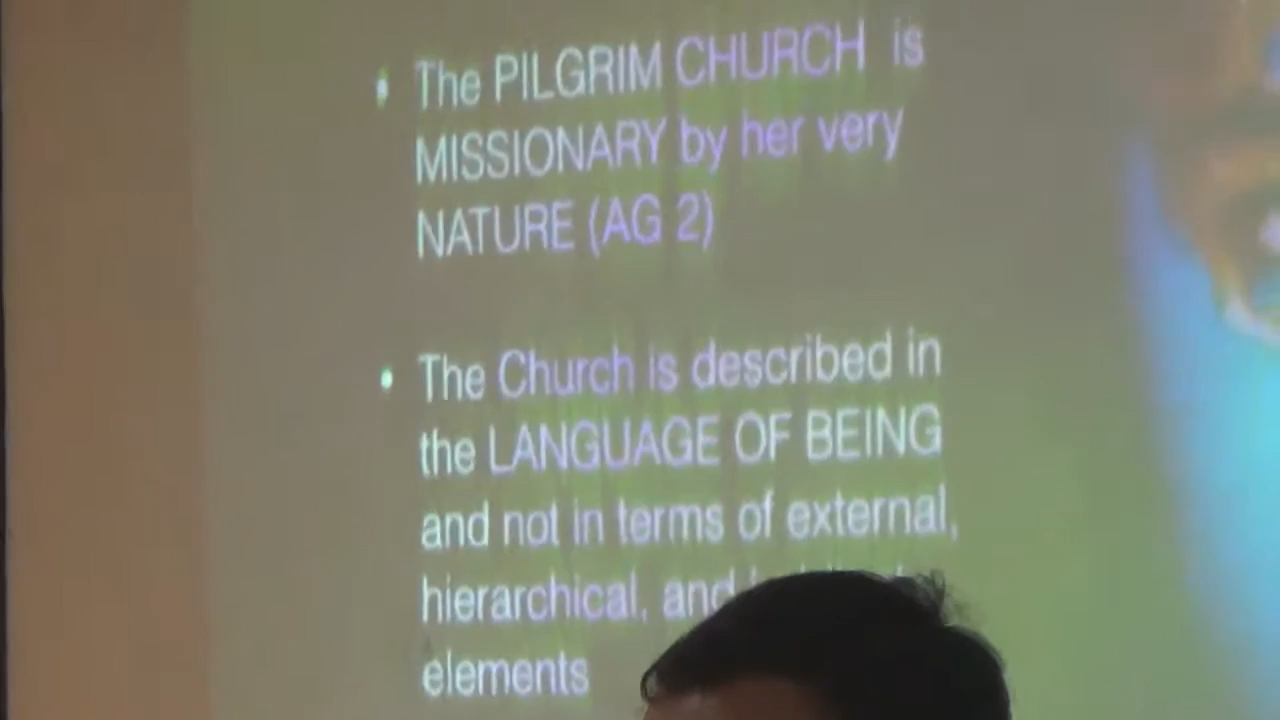 • The PILGRIM CHURCH is
MISSIONARY by her very
NATURE (AG 2)
• The Church is described in
the LANGUAGE OF BEING
and not in terms of external,
hierarchical, and
elements